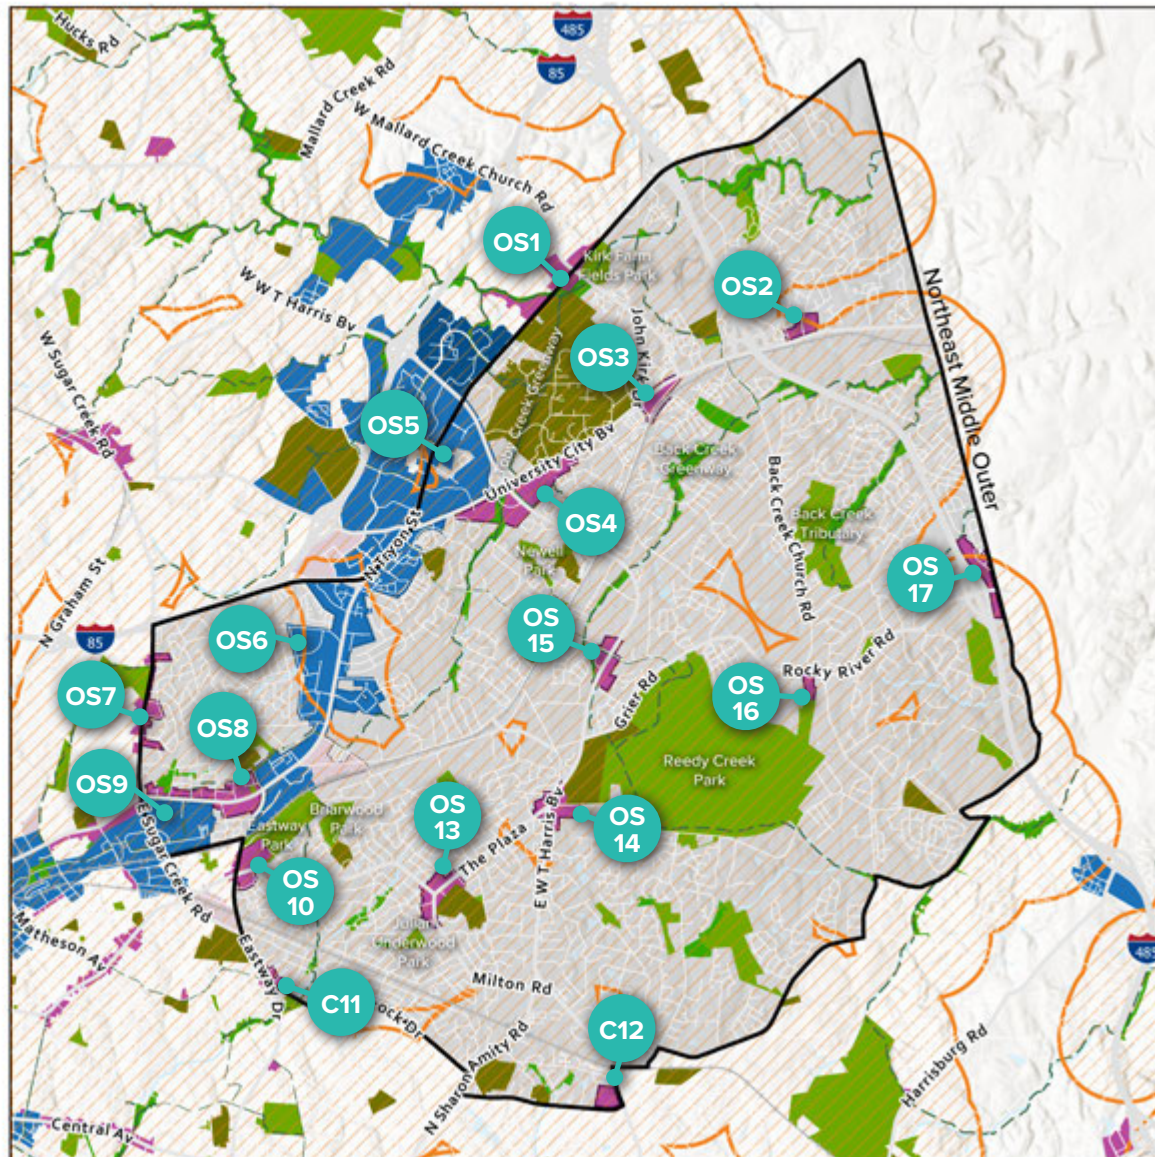 Hucks Rd
485
85
Mallard Creek Rd
W Mallard Creek Church Rd
OS1
Kirk Farm
Fields Park
OS2
W W T Harris Bv
John Kirk Dr
Northeast Middle Outer
OS3
W Sugar Creek Rd
Creek Greenway
OS5
University City Bv
Back Creek
Greenway
OS4
Back Creek Church Rd
Back Creek
Tributary
N Tryon St
Newell
Park
OS
17
N Graham St
85
OS6
OS
15
Rocky River Rd
OS7
Grier Rd
OS
16
OS8
Reedy Creek
Park
OS9
Briarwood
Park
Eastway
Park
OS
13
The Plaza
E W T Harris Bv
OS
14
E Sugar Creek Rd
OS
10
Matheson Av
Julian
Underwood
Park
Eastway Dr
485
Milton Rd
C11
ock Dr
C12
N Sharon Amity Rd
Harrisburg Rd
Central Av